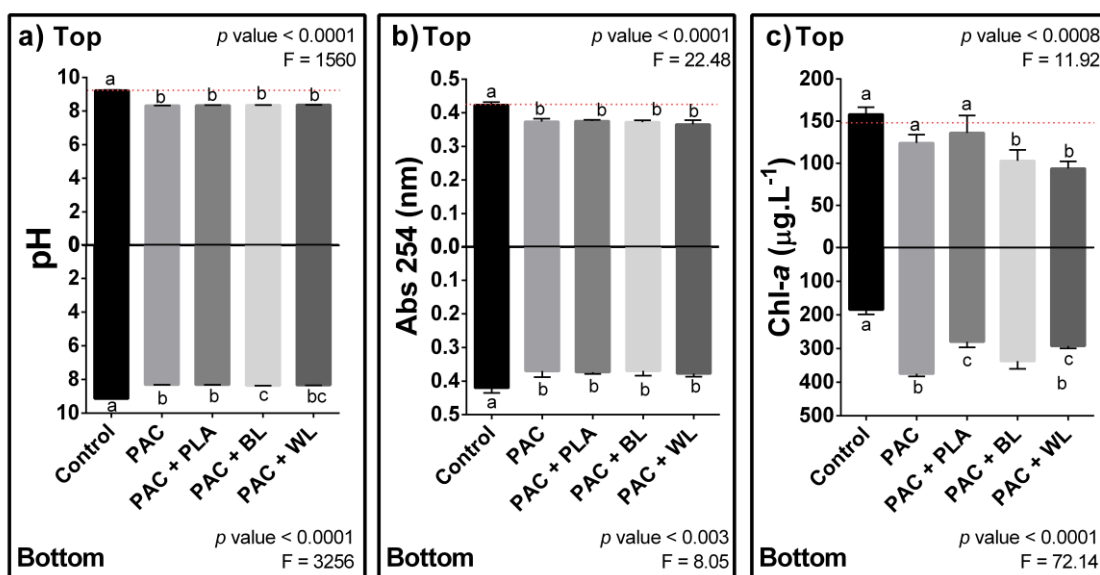 a) Top
p value < 0.0001
F = 1560
10
8
6
4
2
0
2
4
6
8
10
pH
a b b b b
a b b c bc
Control
PAC
PAC + PLA
PAC + BL
PAC + WL
Bottom
p value < 0.0001
F = 3256
b) Top
p value < 0.0001
F = 22.48
0.5
0.4
0.3
0.2
0.1
0.0
0.1
0.2
0.3
0.4
0.5
Abs 254 (nm)
a b b b b
a b b b b
Control
PAC
PAC + PLA
PAC + BL
PAC + WL
Bottom
p value < 0.003
F = 8.05
c) Top
p value < 0.0008
F = 11.92
200
150
100
50
0
100
200
300
400
500
Chl-a (µg.L⁻¹)
a a a b b
a b c c
b
Control
PAC
PAC + PLA
PAC + BL
PAC + WL
Bottom
p value < 0.0001
F = 72.14